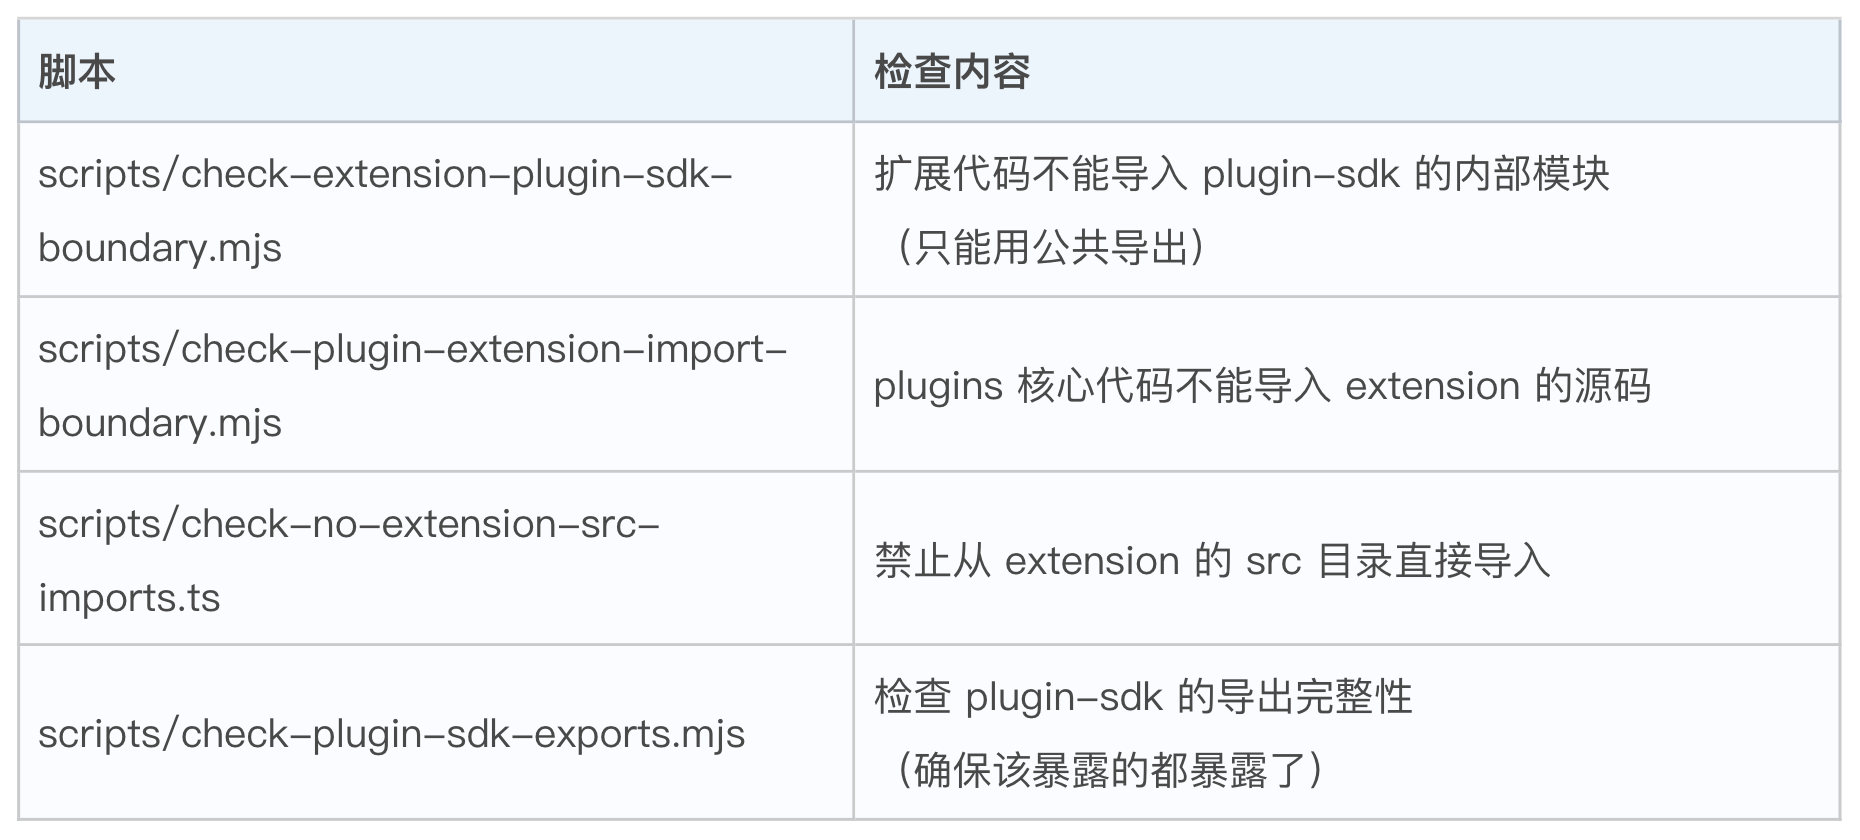 脚本
检查内容
scripts/check-extension-plugin-sdk-
boundary.mjs
扩展代码不能导入 plugin-sdk 的内部模块
（只能用公共导出）
scripts/check-plugin-extension-import-
boundary.mjs
plugins 核心代码不能导入 extension 的源码
scripts/check-no-extension-src-
imports.ts
禁止从 extension 的 src 目录直接导入
scripts/check-plugin-sdk-exports.mjs
检查 plugin-sdk 的导出完整性
（确保该暴露的都暴露了）